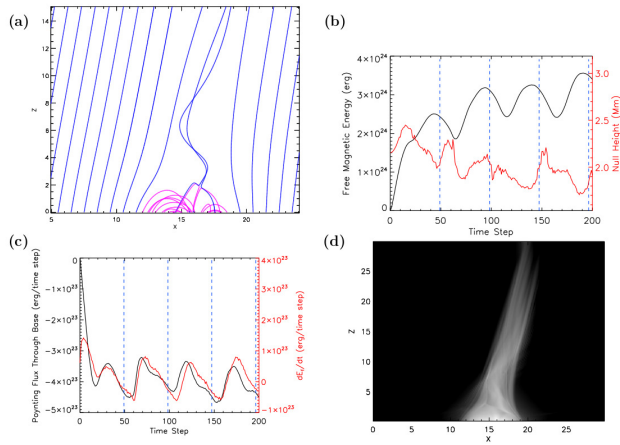 (a)
14
12
10
8
6
4
2
0
z
5 10 15 20
x
(b)
4×10²⁴
3×10²⁴
2×10²⁴
1×10²⁴
0
Free Magnetic Energy (erg)
3.0
2.5
2.0
Null Height (Mm)
0 50 100 150 200
Time Step
(c)
0
−1×10²³
−2×10²³
−3×10²³
−4×10²³
−5×10²³
Poynting Flux Through Base (erg/time step)
4×10²³
3×10²³
2×10²³
1×10²³
0
−1×10²³
dEₓ/dt (erg/time step)
0 50 100 150 200
Time Step
(d)
25
20
15
10
5
Z
0 5 10 15 20 25
x